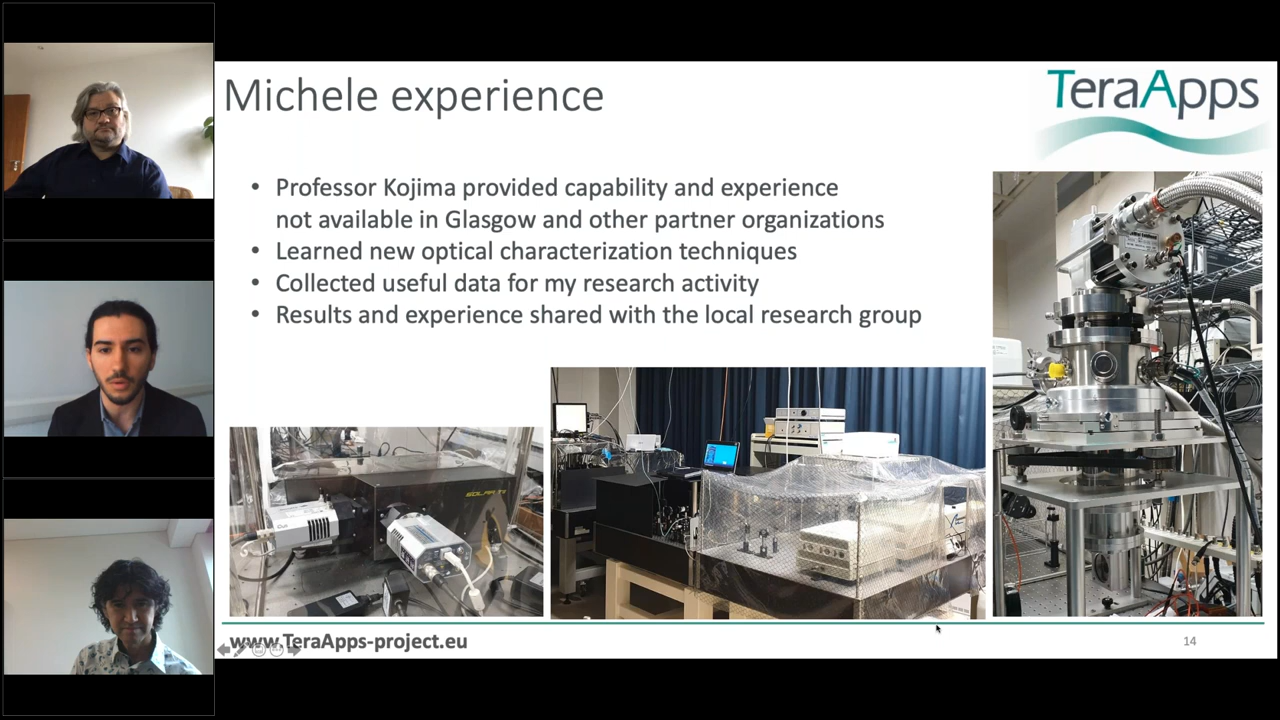 Michele experience
TeraApps
• Professor Kojima provided capability and experience
not available in Glasgow and other partner organizations
• Learned new optical characterization techniques
• Collected useful data for my research activity
• Results and experience shared with the local research group
www.TeraApps-project.eu
14